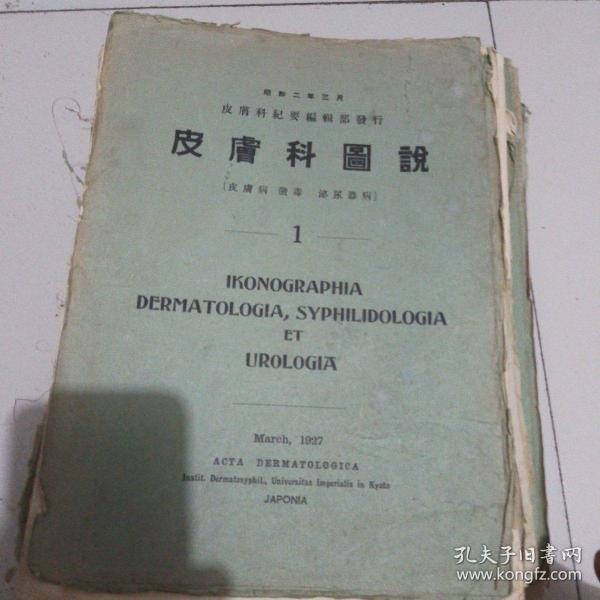 昭和二年三月
皮膚科紀要編輯部發行
皮膚科圖說
[皮膚病 黴毒 泌尿器病]
1
IKONOGRAPHIA
DERMATOLOGIA, SYPHILIDOLOGIA
ET
UROLOGIA
March, 1927
ACTA DERMATOLOGICA
Instit. Dermatosyphil., Universitas Imperialis in Kyoto
JAPONIA
孔夫子旧书网
www.kongfz.com